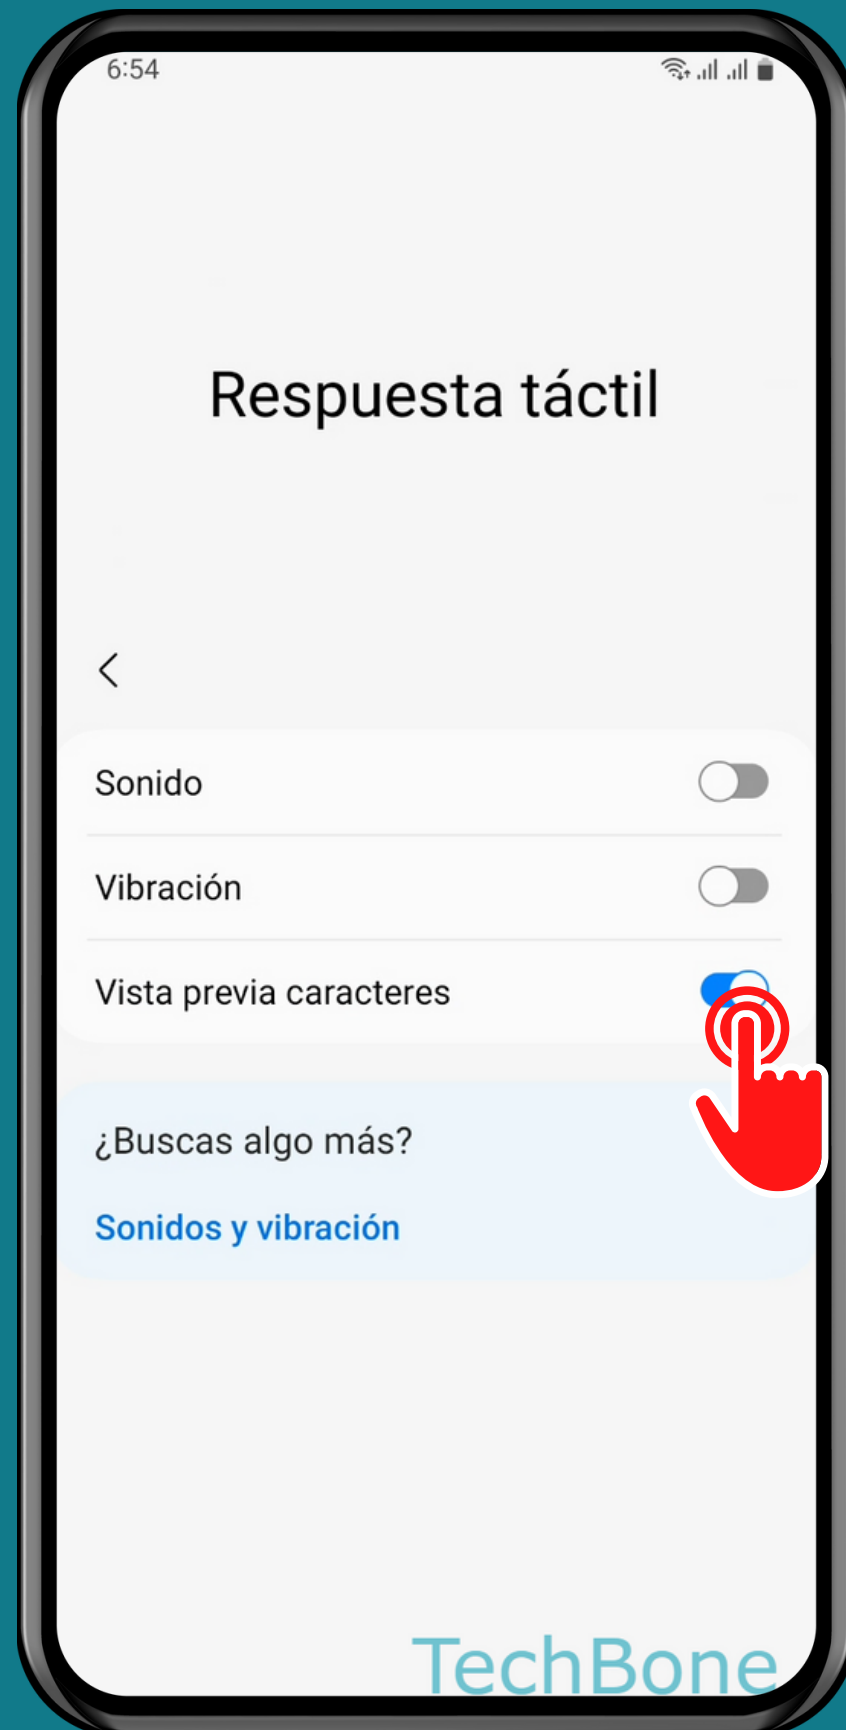 6:54
Respuesta táctil
Sonido
Vibración
Vista previa caracteres
¿Buscas algo más?
Sonidos y vibración
TechBone